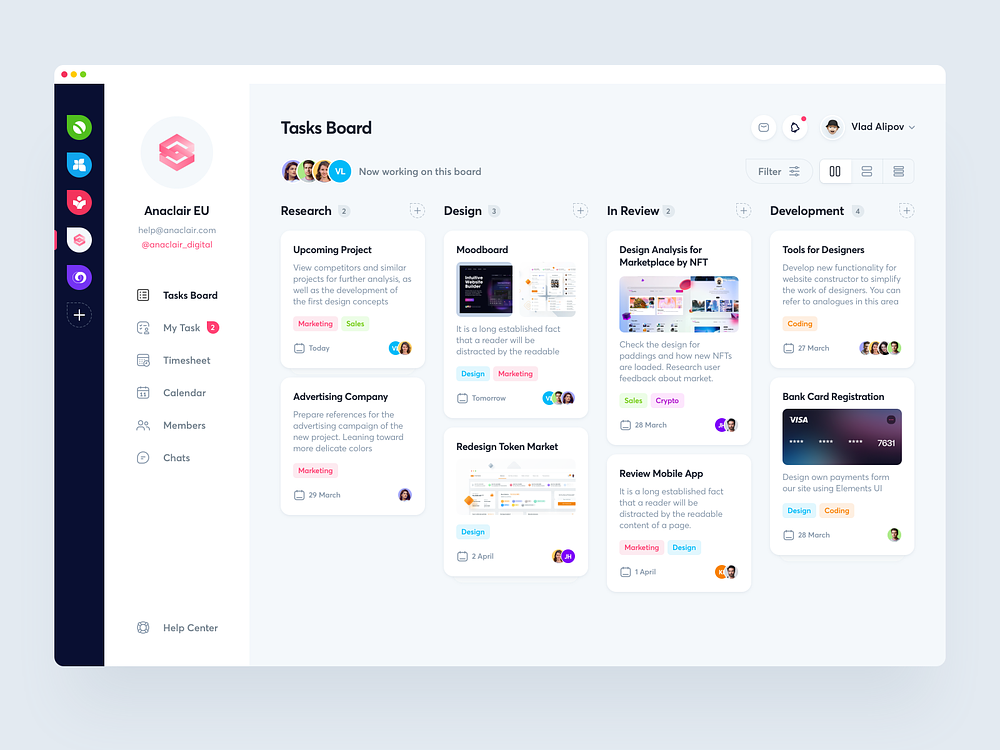 Tasks Board
Vlad Alipov
VL
Now working on this board
Filter
Anaclair EU
help@anaclair.com
@anaclair_digital
Tasks Board
My Task 2
Timesheet
Calendar
Members
Chats
Help Center
Research 2
Upcoming Project
View competitors and similar
projects for further analysis, as
well as the development of
the first design concepts
Marketing Sales
Today
Advertising Company
Prepare references for the
advertising campaign of the
new project. Leaning toward
more delicate colors
Marketing
29 March
Design 3
Moodboard
Intuitive
Website
Builder
It is a long established fact
that a reader will be
distracted by the readable
Design Marketing
Tomorrow
Redesign Token Market
Design
2 April
JH
In Review 2
Design Analysis for
Marketplace by NFT
Check the design for
paddings and how new NFTs
are loaded. Research user
feedback about market.
Sales Crypto
28 March
Review Mobile App
It is a long established fact
that a reader will be
distracted by the readable
content of a page.
Marketing Design
1 April
Development 4
Tools for Designers
Develop new functionality for
website constructor to simplify
the work of designers. You can
refer to analogues in this area
Coding
27 March
Bank Card Registration
VISA
**** **** **** 7631
Design own payments form
our site using Elements UI
Design Coding
28 March